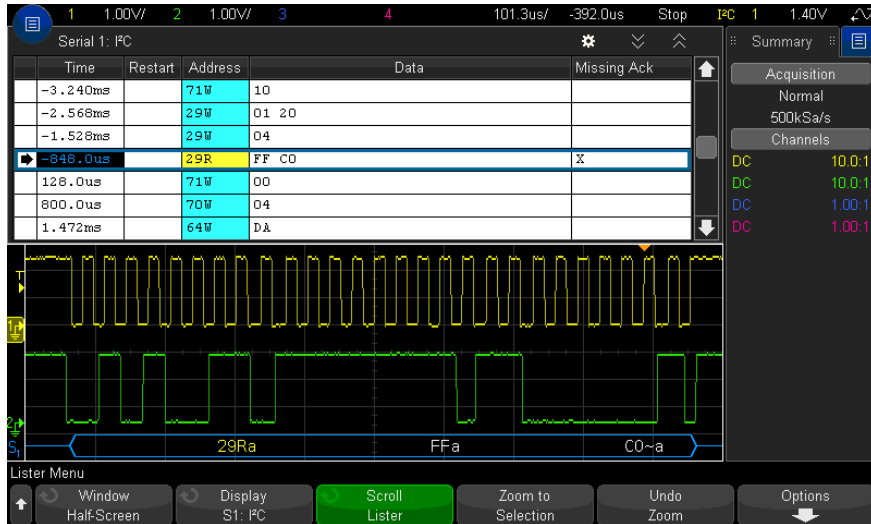 1 1.00V/ 2 1.00V/ 3 4 101.3us/ -392.0us Stop I²C 1 1.40V
Serial 1: I²C
Summary
Time Restart Address Data Missing Ack
-3.240ms 71W 10
-2.568ms 29W 01 20
-1.528ms 29W 04
-848.0us 29R FF C0 X
128.0us 71W 00
800.0us 70W 04
1.472ms 64W DA
Acquisition
Normal
500kSa/s
Channels
DC 10.0:1
DC 10.0:1
DC 1.00:1
DC 1.00:1
T
1
2
S1 29Ra FFa C0~a
Lister Menu
Window
Half-Screen
Display
S1: I²C
Scroll
Lister
Zoom to
Selection
Undo
Zoom
Options